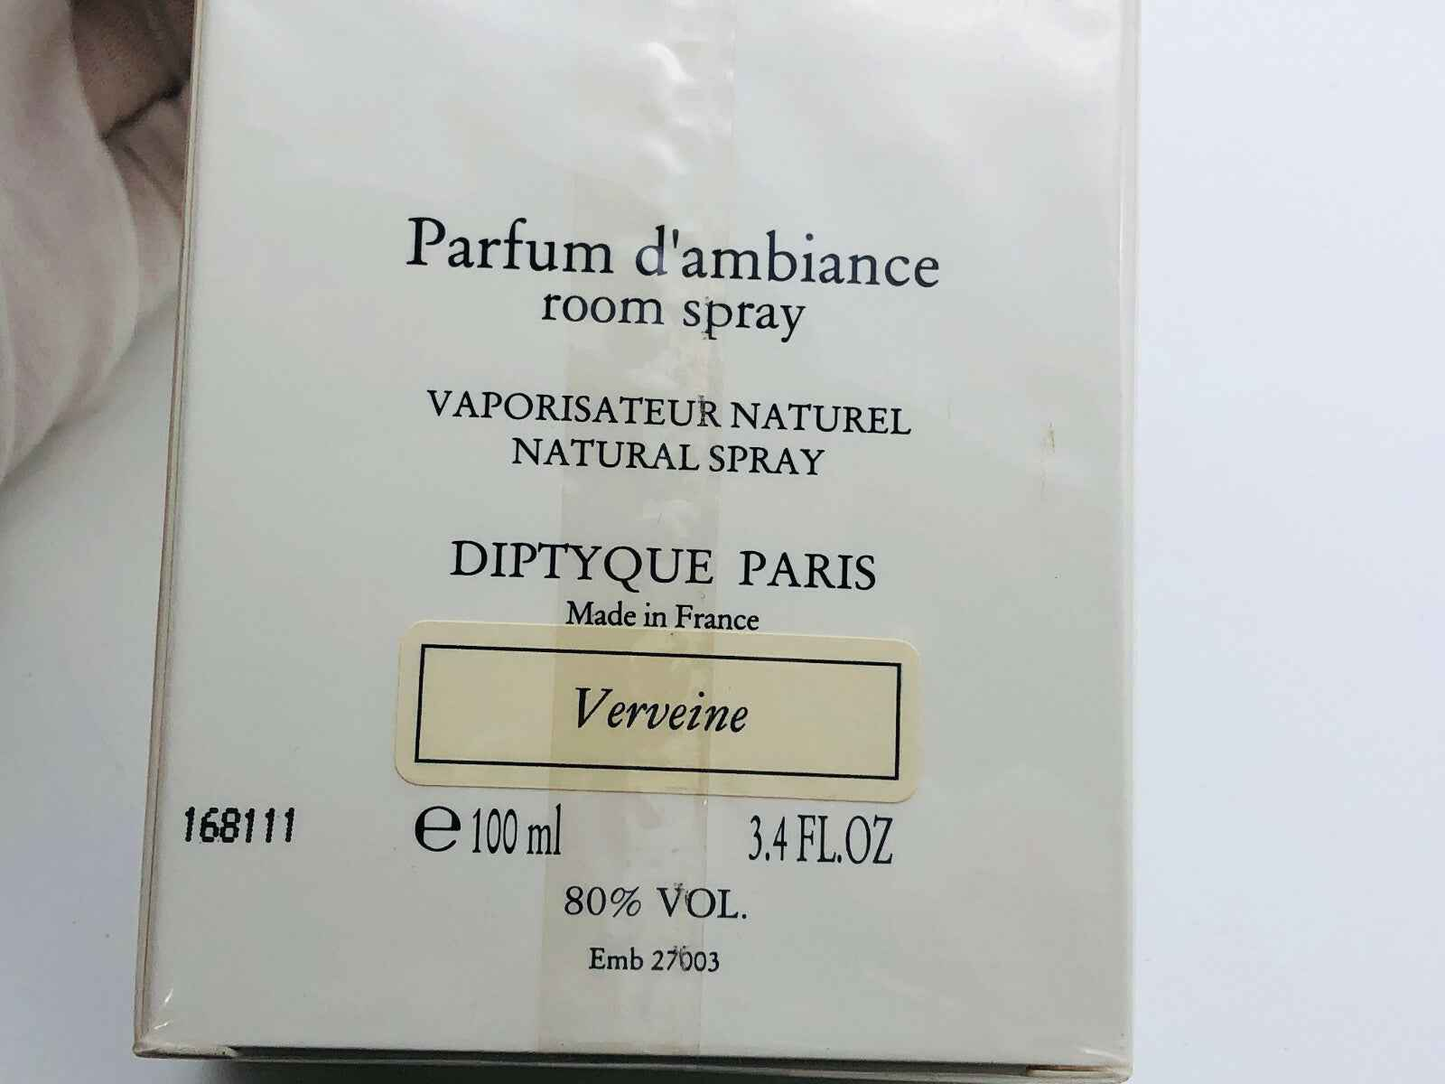 Parfum d'ambiance
room spray
VAPORISATEUR NATUREL
NATURAL SPRAY
DIPTYQUE PARIS
Made in France
Verveine
168111 ℮ 100 ml 3.4 FL.OZ
80% VOL.
Emb 27003